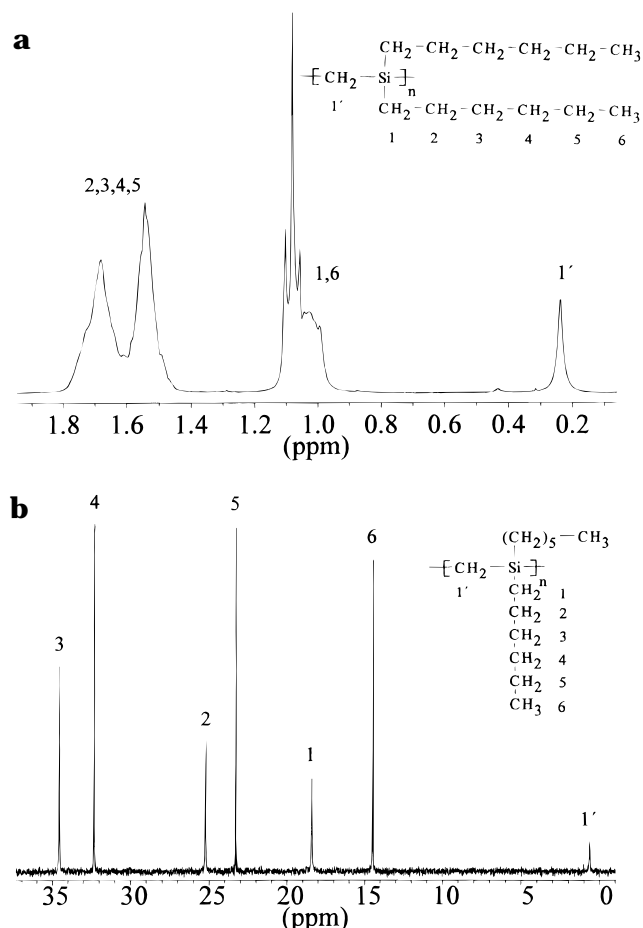 a
CH2–CH2–CH2–CH2–CH2–CH3
[CH2–Si]n
1´
CH2–CH2–CH2–CH2–CH2–CH3
1 2 3 4 5 6
2,3,4,5
1,6
1´
1.8 1.6 1.4 1.2 1.0 0.8 0.6 0.4 0.2
(ppm)
b
4
5
6
3
2
1
1´
(CH2)5–CH3
[CH2–Si]n
1´
CH2 1
CH2 2
CH2 3
CH2 4
CH2 5
CH3 6
35 30 25 20 15 10 5 0
(ppm)